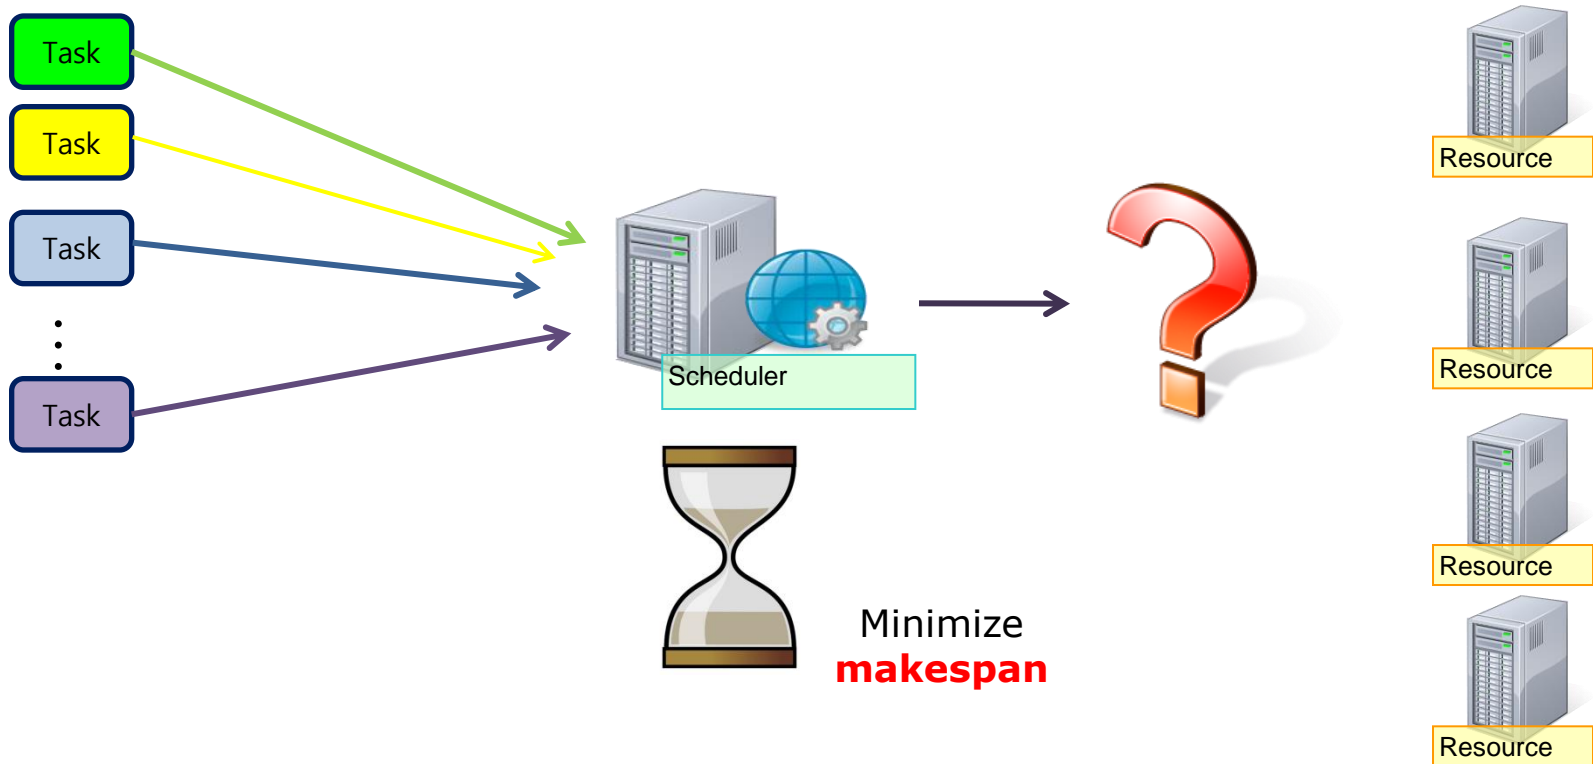 Task
Task
Task
Task
Scheduler
Minimize
makespan
Resource
Resource
Resource
Resource